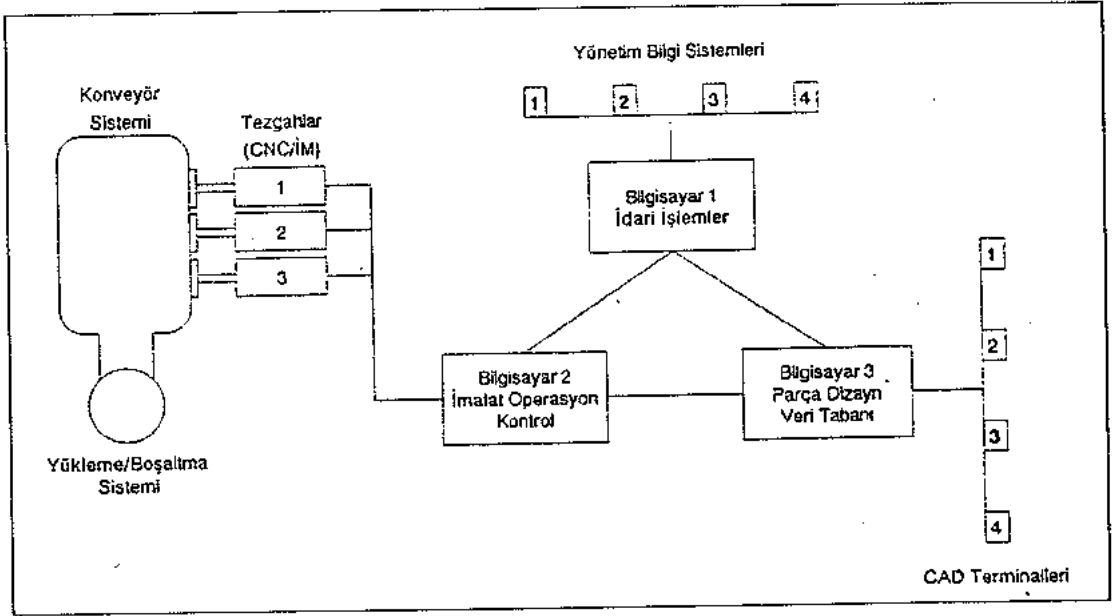 Yönetim Bilgi Sistemleri
1
2
3
4
Konveyör
Sistemi
Tezgahlar
(CNC/İM)
1
2
3
Bilgisayar 1
İdari İşlemler
Bilgisayar 2
İmalat Operasyon
Kontrol
Bilgisayar 3
Parça Dizayn
Veri Tabanı
1
2
3
4
Yükleme/Boşaltma
Sistemi
CAD Terminalleri